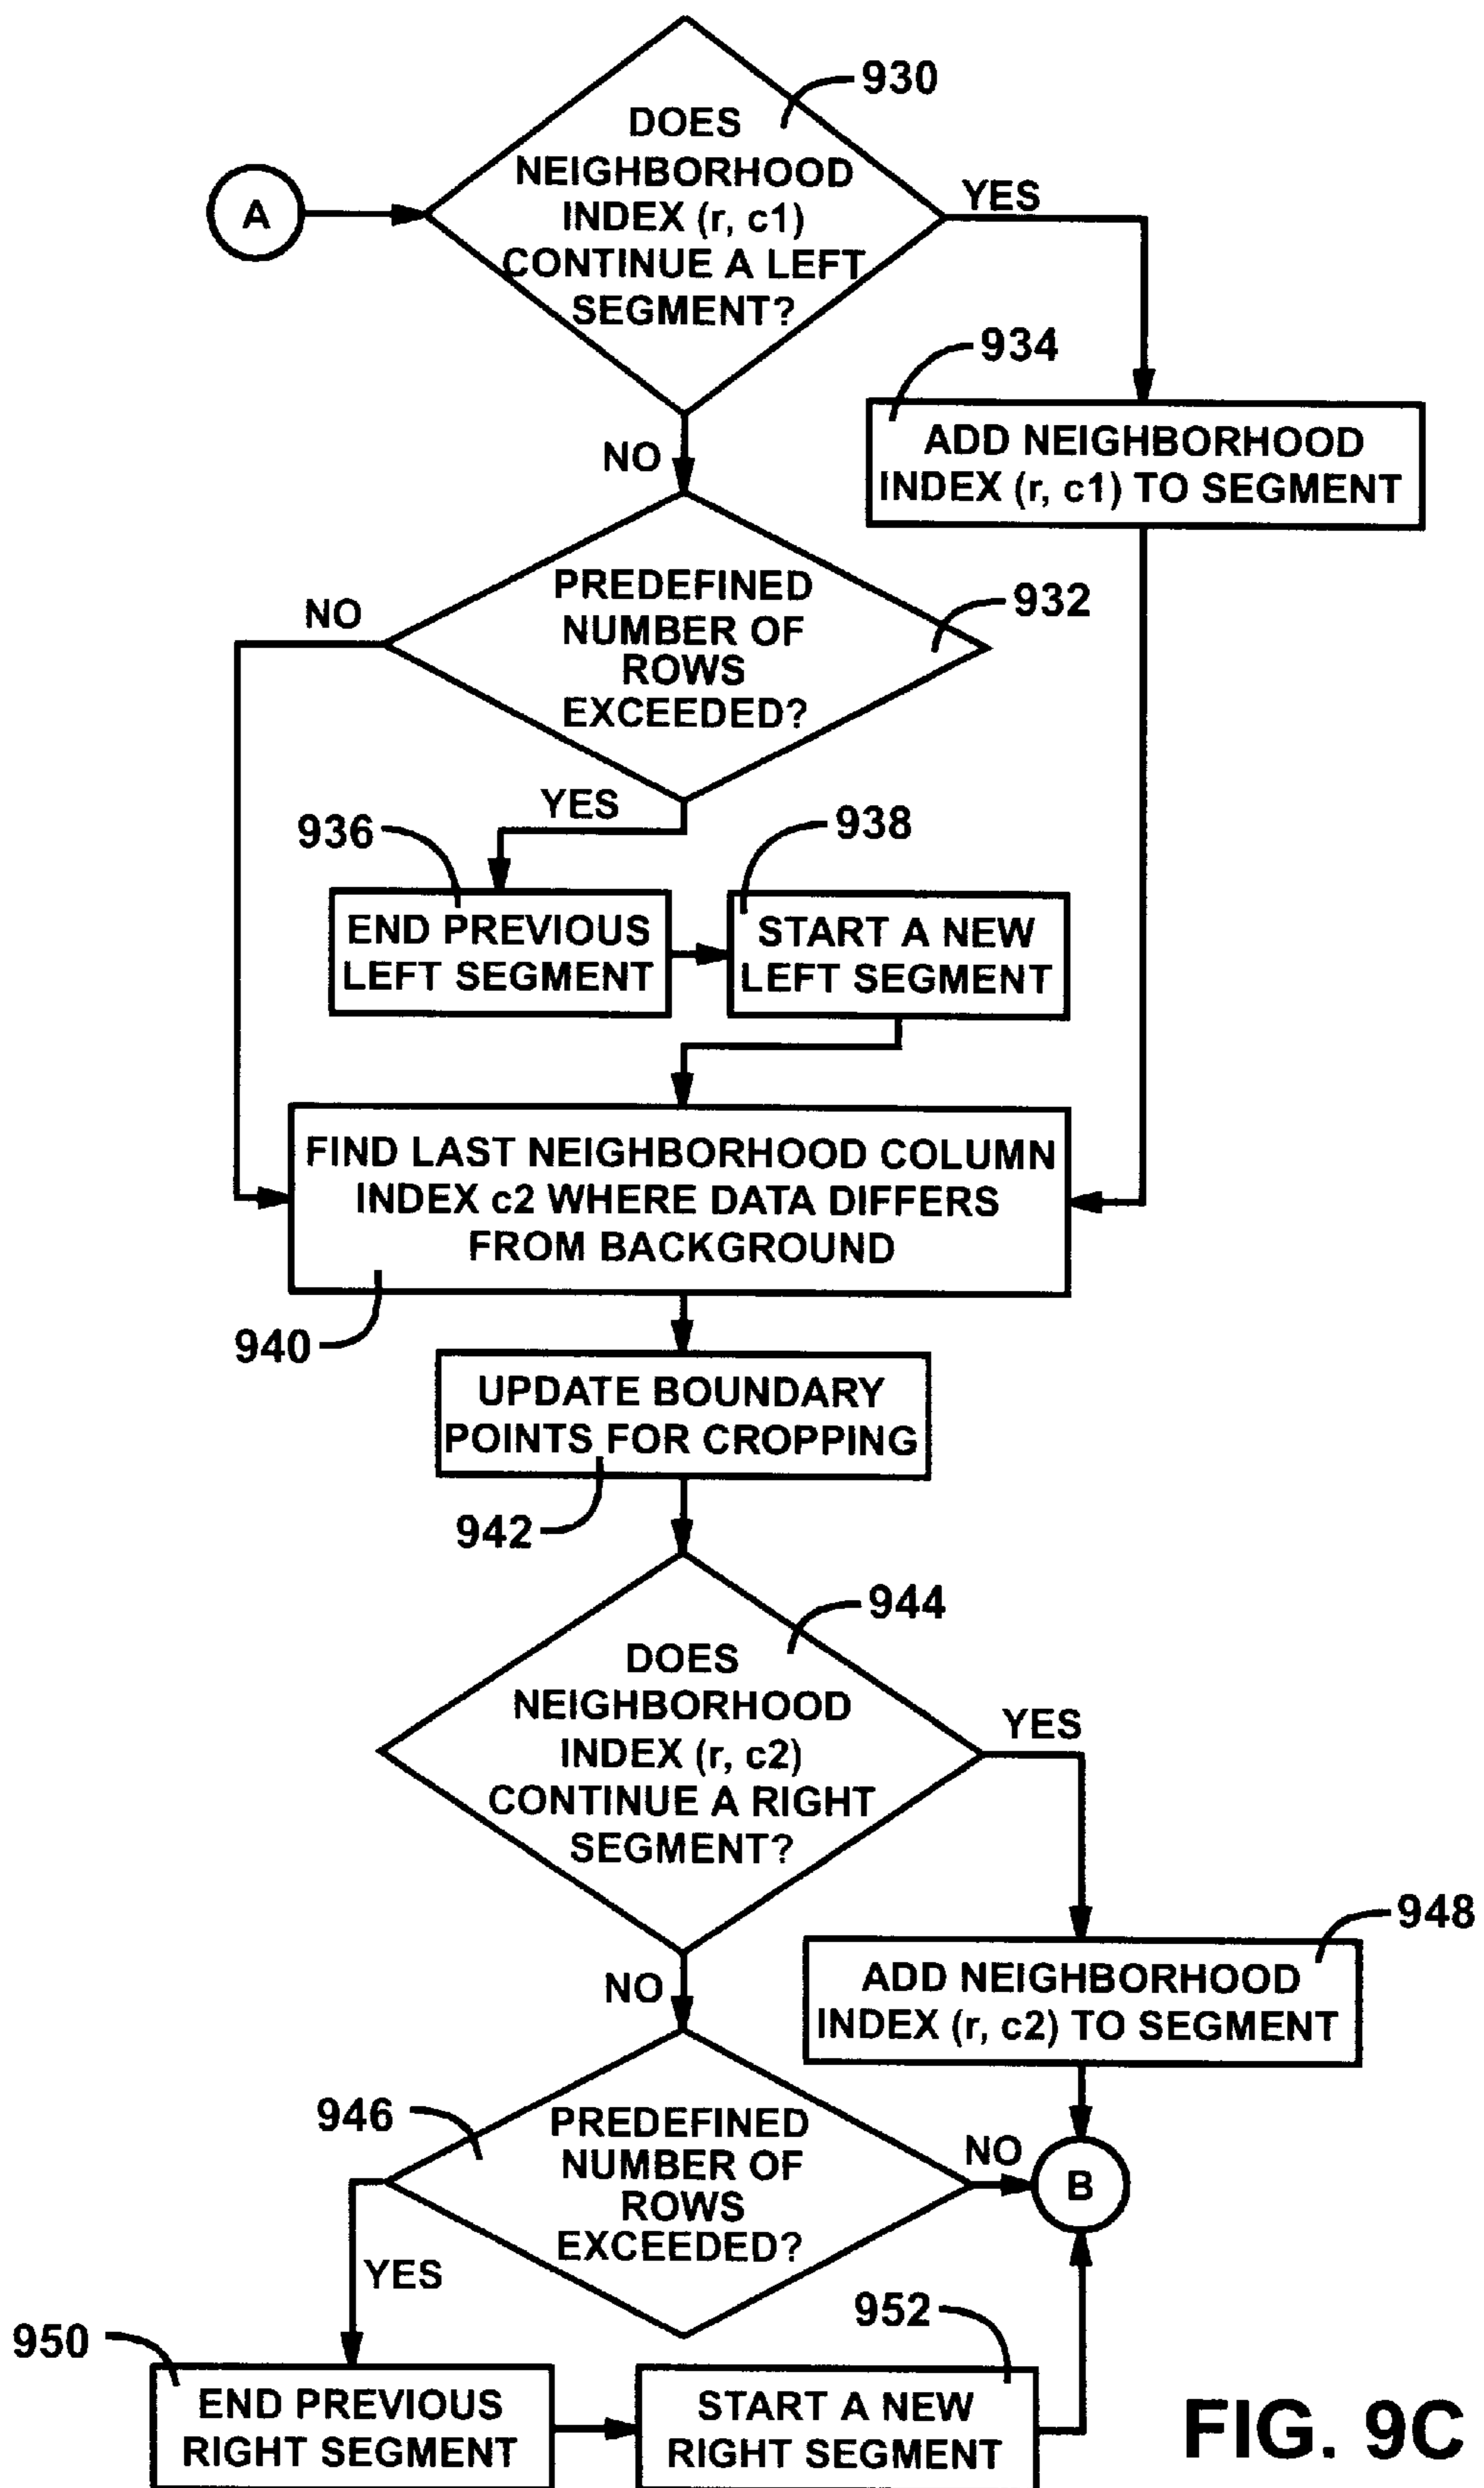 930
DOES
NEIGHBORHOOD
INDEX (r, c1)
CONTINUE A LEFT
SEGMENT?
A
YES
934
ADD NEIGHBORHOOD
INDEX (r, c1) TO SEGMENT
NO
PREDEFINED
NUMBER OF
ROWS
EXCEEDED?
932
NO
YES
936
938
END PREVIOUS
LEFT SEGMENT
START A NEW
LEFT SEGMENT
FIND LAST NEIGHBORHOOD COLUMN
INDEX c2 WHERE DATA DIFFERS
FROM BACKGROUND
940
UPDATE BOUNDARY
POINTS FOR CROPPING
942
944
DOES
NEIGHBORHOOD
INDEX (r, c2)
CONTINUE A RIGHT
SEGMENT?
YES
948
ADD NEIGHBORHOOD
INDEX (r, c2) TO SEGMENT
NO
946
PREDEFINED
NUMBER OF
ROWS
EXCEEDED?
NO
B
YES
950
952
END PREVIOUS
RIGHT SEGMENT
START A NEW
RIGHT SEGMENT
FIG. 9C